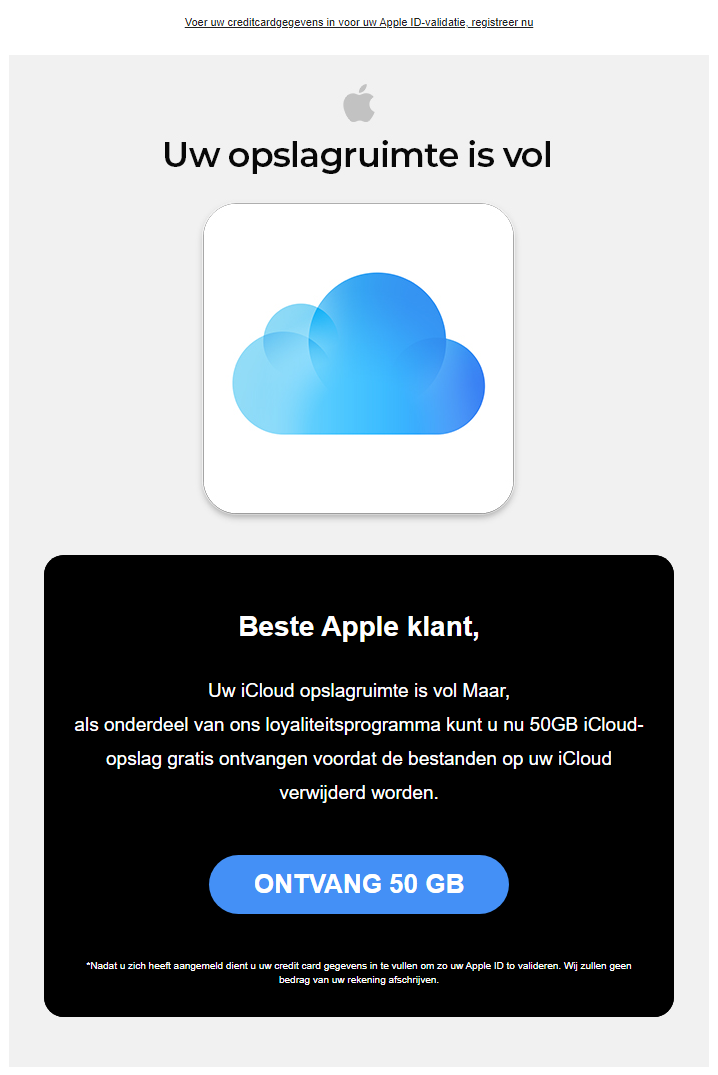 Voer uw creditcardgegevens in voor uw Apple ID-validatie, registreer nu
Uw opslagruimte is vol
Beste Apple klant,
Uw iCloud opslagruimte is vol Maar,
als onderdeel van ons loyaliteitsprogramma kunt u nu 50GB iCloud-
opslag gratis ontvangen voordat de bestanden op uw iCloud
verwijderd worden.
ONTVANG 50 GB
*Nadat u zich heeft aangemeld dient u uw credit card gegevens in te vullen om zo uw Apple ID to valideren. Wij zullen geen
bedrag van uw rekening afschrijven.